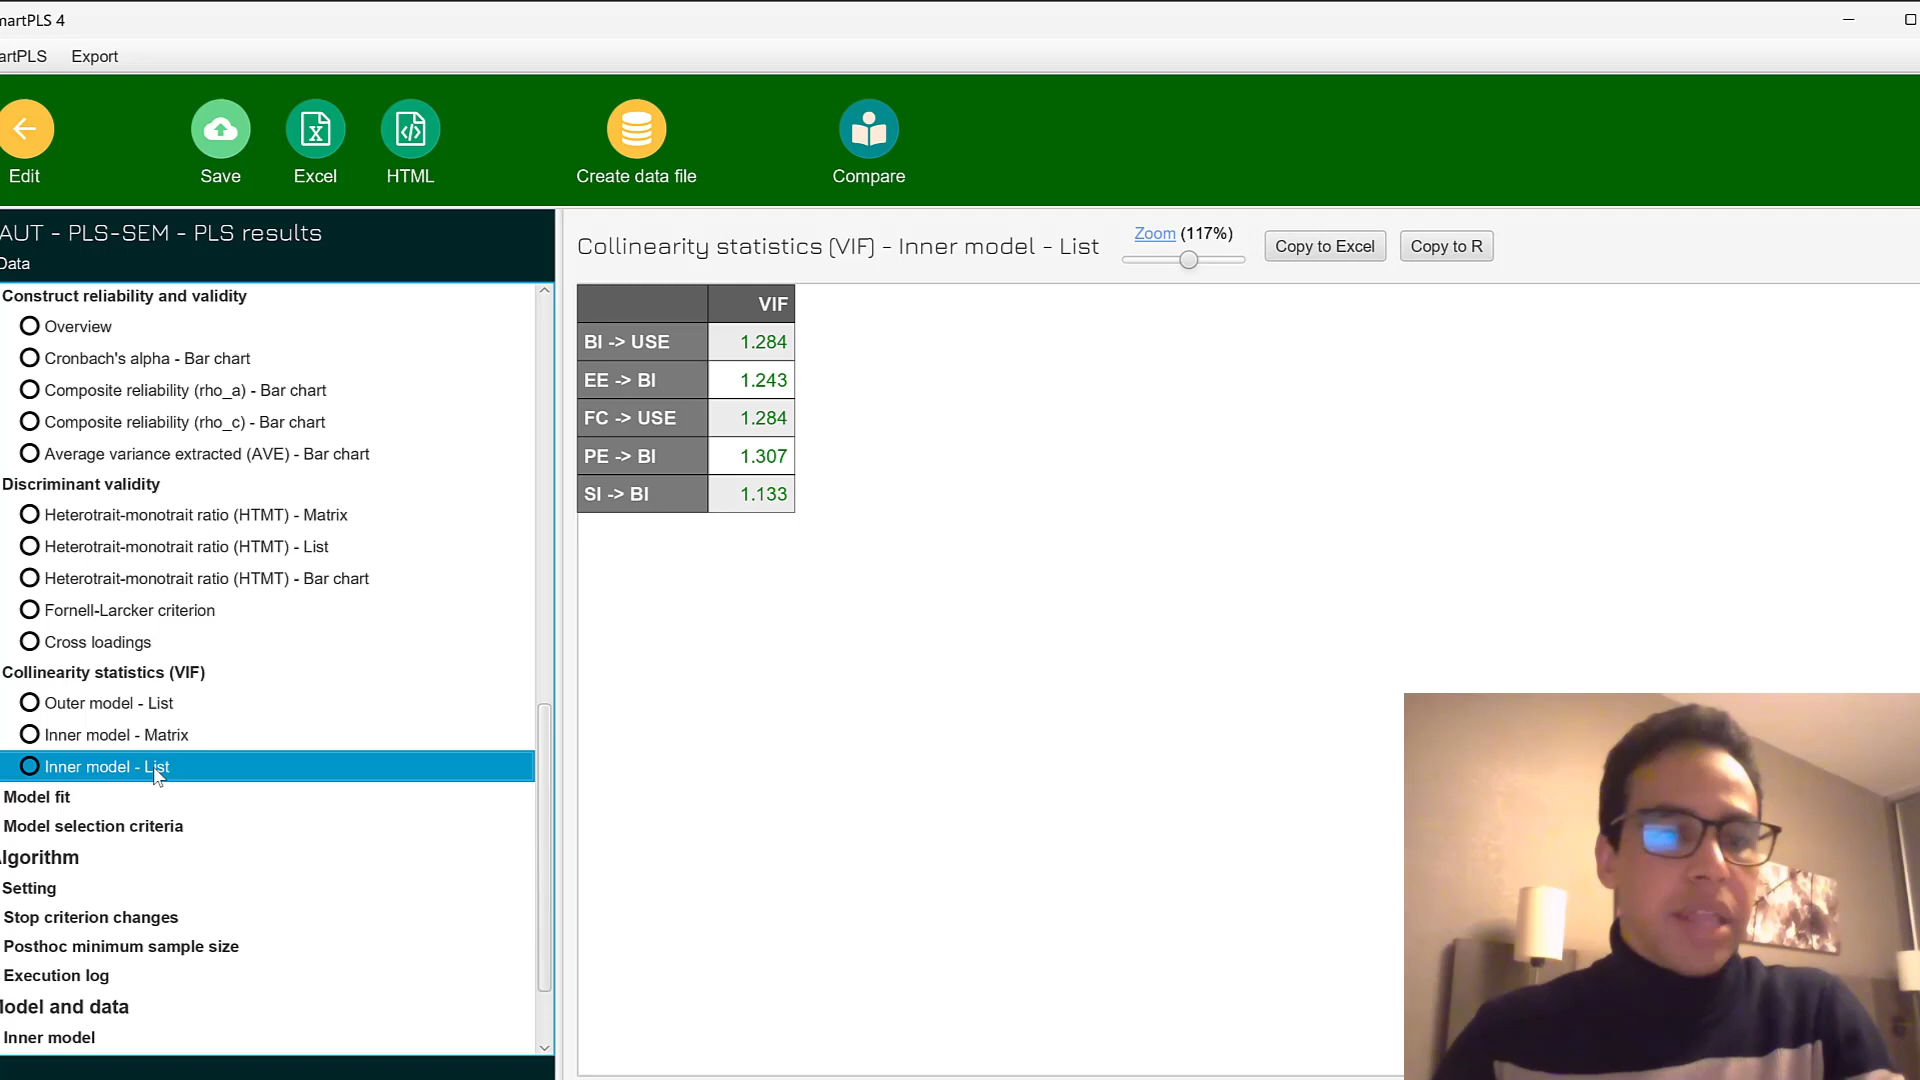 martPLS 4
artPLS Export
Edit Save Excel HTML Create data file Compare
AUT - PLS-SEM - PLS results
Data
Construct reliability and validity
Overview
Cronbach's alpha - Bar chart
Composite reliability (rho_a) - Bar chart
Composite reliability (rho_c) - Bar chart
Average variance extracted (AVE) - Bar chart
Discriminant validity
Heterotrait-monotrait ratio (HTMT) - Matrix
Heterotrait-monotrait ratio (HTMT) - List
Heterotrait-monotrait ratio (HTMT) - Bar chart
Fornell-Larcker criterion
Cross loadings
Collinearity statistics (VIF)
Outer model - List
Inner model - Matrix
Inner model - List
Model fit
Model selection criteria
lgorithm
Setting
Stop criterion changes
Posthoc minimum sample size
Execution log
odel and data
Inner model
Collinearity statistics (VIF) - Inner model - List
Zoom (117%)
Copy to Excel
Copy to R
VIF
BI -> USE 1.284
EE -> BI 1.243
FC -> USE 1.284
PE -> BI 1.307
SI -> BI 1.133